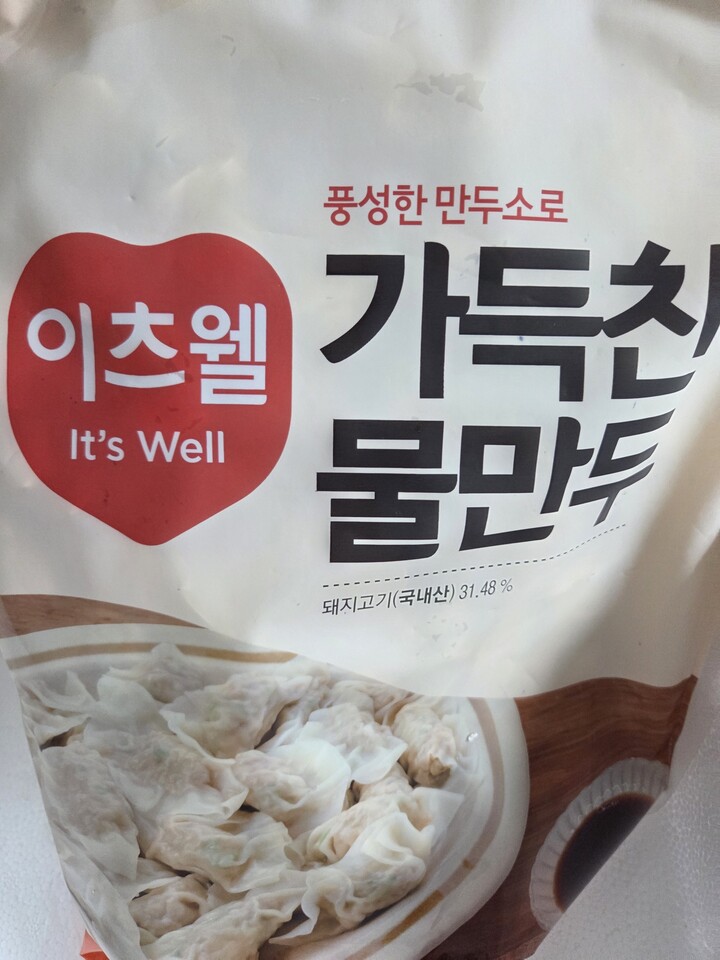 풍성한 만두소로
가득찬
물만두
이츠웰
It's Well
돼지고기(국내산) 31.48 %